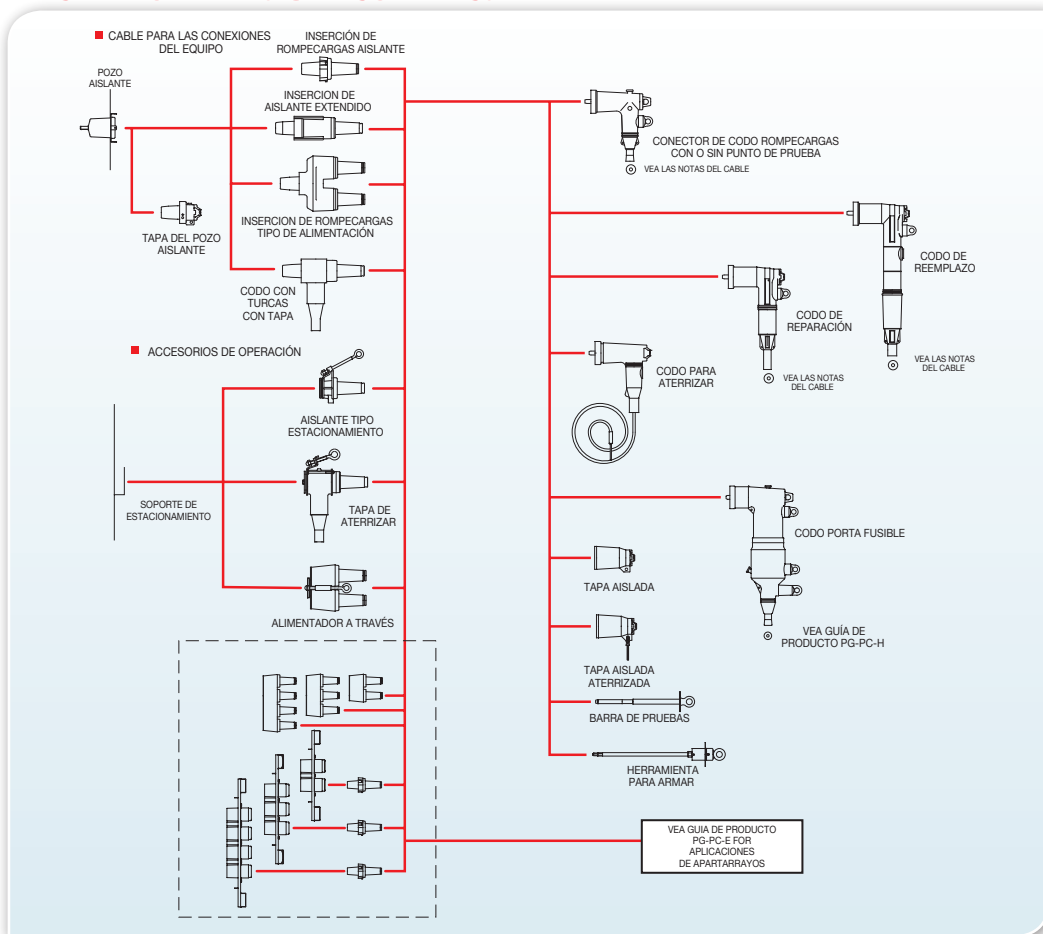 CABLE PARA LAS CONEXIONES
DEL EQUIPO
INSERCIÓN DE
ROMPECARGAS AISLANTE
POZO
AISLANTE
INSERCION DE
AISLANTE EXTENDIDO
INSERCION DE ROMPECARGAS
TIPO DE ALIMENTACIÓN
TAPA DEL POZO
AISLANTE
CODO CON
TURCAS
CON TAPA
ACCESORIOS DE OPERACIÓN
AISLANTE TIPO
ESTACIONAMIENTO
SOPORTE DE
ESTACIONAMIENTO
TAPA DE
ATERRIZAR
ALIMENTADOR A TRAVÉS
CONECTOR DE CODO ROMPECARGAS
CON O SIN PUNTO DE PRUEBA
VEA LAS NOTAS DEL CABLE
CODO DE
REEMPLAZO
VEA LAS NOTAS
DEL CABLE
CODO DE
REPARACIÓN
VEA LAS NOTAS
DEL CABLE
CODO PARA
ATERRIZAR
CODO PORTA FUSIBLE
VEA GUÍA DE
PRODUCTO PG-PC-H
TAPA AISLADA
TAPA AISLADA
ATERRIZADA
BARRA DE PRUEBAS
HERRAMIENTA
PARA ARMAR
VEA GUIA DE PRODUCTO
PG-PC-E FOR
APLICACIONES
DE APARTARRAYOS